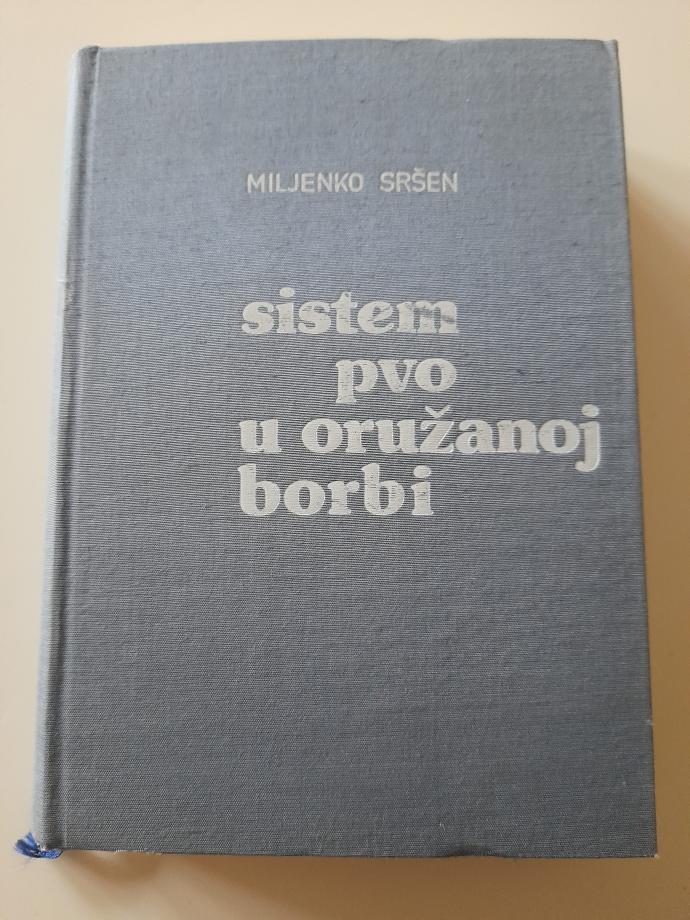 MILJENKO SRŠEN
sistem
pvo
u oružanoj
borbi